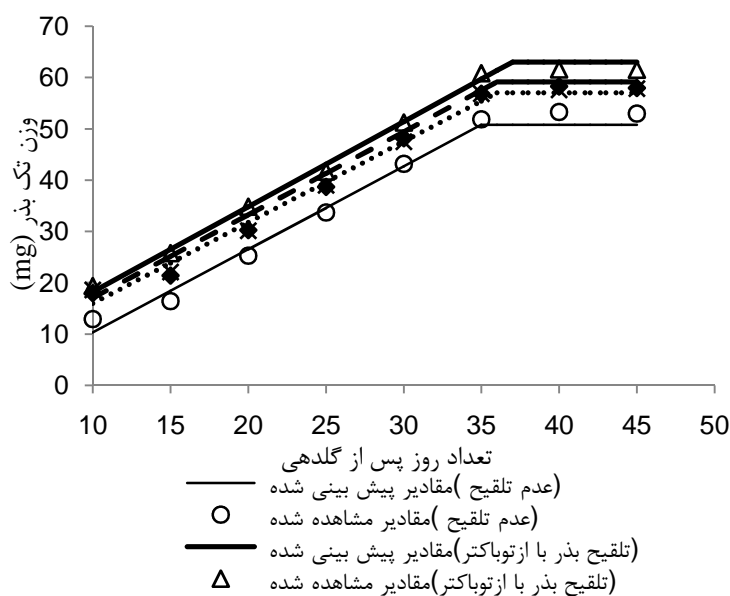 70
60
50
40
30
20
10
0
وزن تک بذر (mg)
10 15 20 25 30 35 40 45 50
تعداد روز پس از گلدهی
مقادیر پیش بینی شده( عدم تلقیح)
مقادیر مشاهده شده( عدم تلقیح)
مقادیر پیش بینی شده(تلقیح بذر با ازتوباکتر)
مقادیر مشاهده شده(تلقیح بذر با ازتوباکتر)